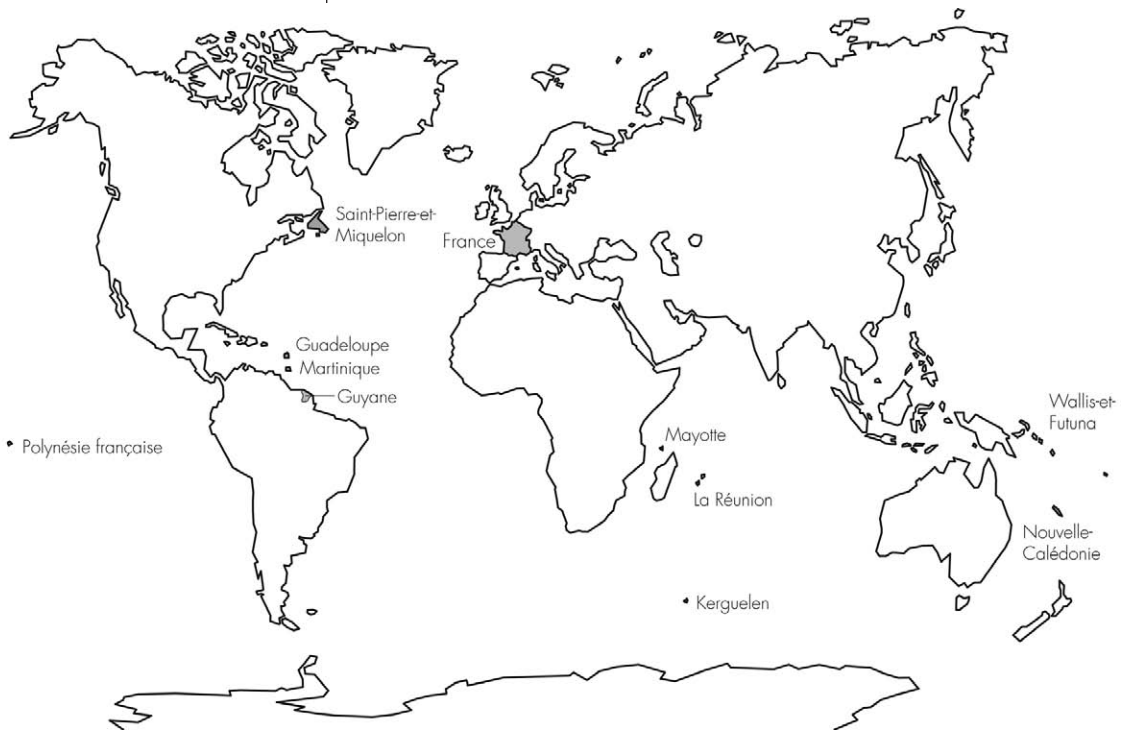 Saint-Pierre-et-
Miquelon
France
Guadeloupe
Martinique
Guyane
Wallis-et-
Futuna
Polynésie française
Mayotte
La Réunion
Nouvelle-
Calédonie
Kerguelen